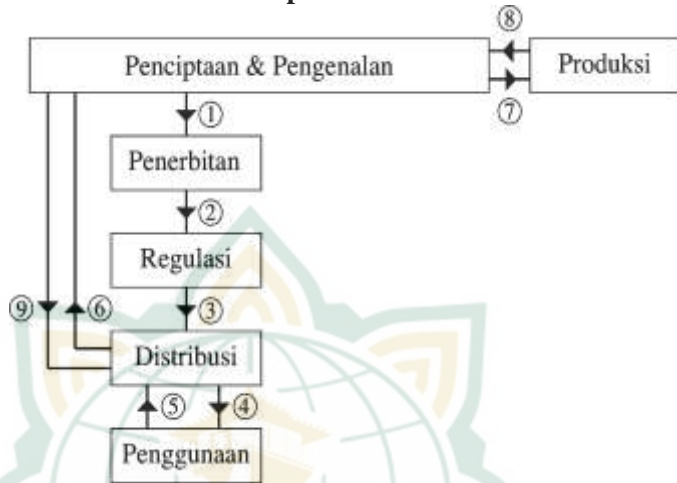 ⑧
Penciptaan & Pengenalan
Produksi
⑦
①
Penerbitan
②
Regulasi
⑨
⑥
③
Distribusi
⑤
④
Penggunaan